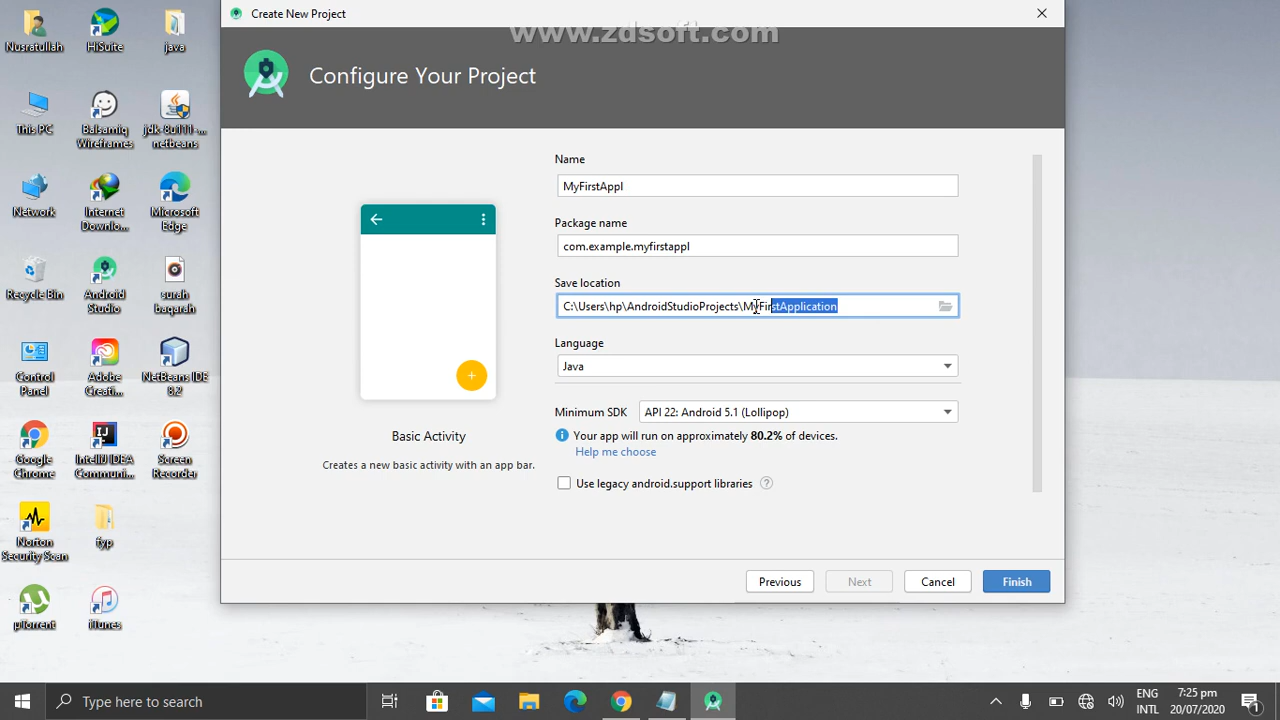 Create New Project
www.zdsoft.com
Configure Your Project
Nusratullah
HiSuite
java
This PC
Balsamiq
Wireframes
jdk-8u111-...
netbeans
Network
Internet
Downlo...
Microsoft
Edge
Recycle Bin
Android
Studio
surah
baqarah
Control
Panel
Adobe
Creati...
NetBeans IDE
8.2
Google
Chrome
IntelliJ IDEA
Communi...
Screen
Recorder
Norton
Security Scan
fyp
µTorrent
iTunes
Name
MyFirstAppl
Package name
com.example.myfirstappl
Save location
C:\Users\hp\AndroidStudioProjects\MyFirstApplication
Language
Java
Minimum SDK
API 22: Android 5.1 (Lollipop)
Your app will run on approximately 80.2% of devices.
Help me choose
Use legacy android.support libraries
?
Basic Activity
Creates a new basic activity with an app bar.
Previous
Next
Cancel
Finish
Type here to search
ENG
INTL
7:25 pm
20/07/2020
1